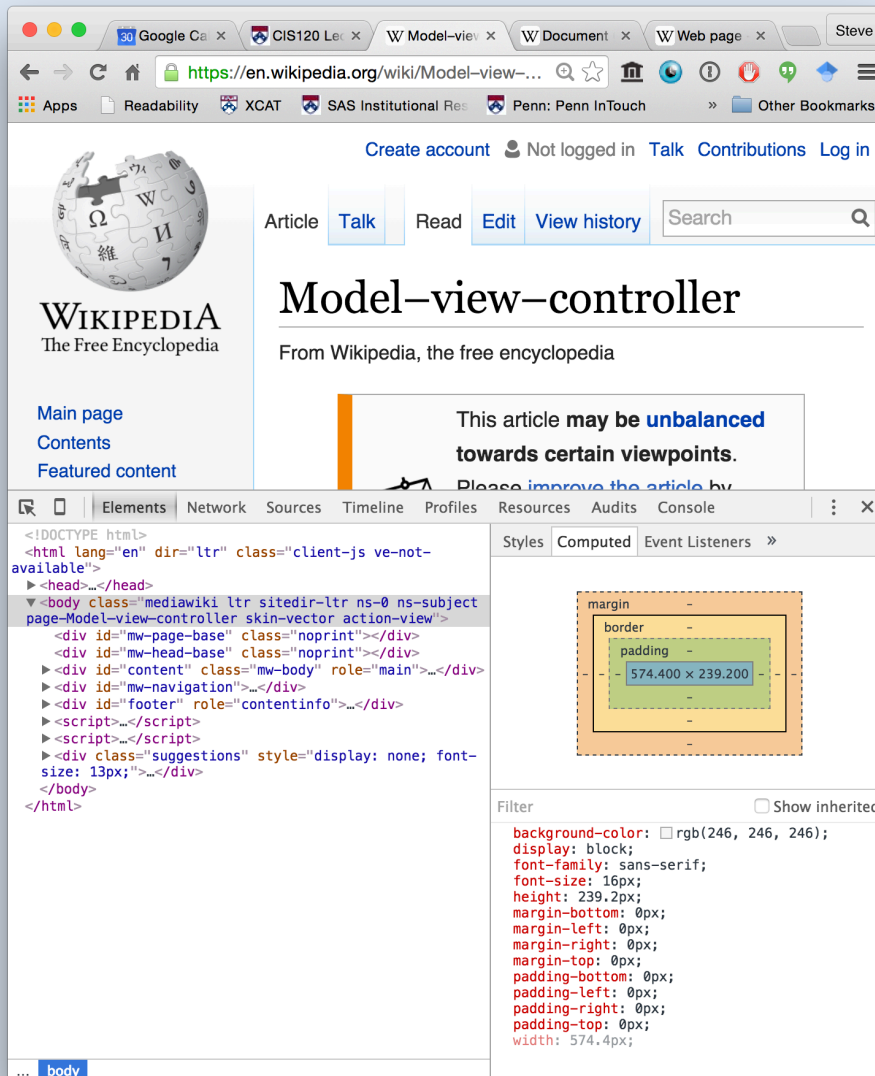 Google Ca
CIS120 Lec
Model–view
Document
Web page
Steve
https://en.wikipedia.org/wiki/Model–view–...
Apps
Readability
XCAT
SAS Institutional Res
Penn: Penn InTouch
»
Other Bookmarks
Create account Not logged in Talk Contributions Log in
Article Talk Read Edit View history Search
WIKIPEDIA
The Free Encyclopedia
Main page
Contents
Featured content
Model–view–controller
From Wikipedia, the free encyclopedia
This article may be unbalanced
towards certain viewpoints.
Please improve the article by
Elements Network Sources Timeline Profiles Resources Audits Console
<!DOCTYPE html>
<html lang="en" dir="ltr" class="client-js ve-not-
available">
▶<head>…</head>
▼<body class="mediawiki ltr sitedir-ltr ns-0 ns-subject
page-Model-view-controller skin-vector action-view">
<div id="mw-page-base" class="noprint"></div>
<div id="mw-head-base" class="noprint"></div>
▶<div id="content" class="mw-body" role="main">…</div>
▶<div id="mw-navigation">…</div>
▶<div id="footer" role="contentinfo">…</div>
▶<script>…</script>
▶<script>…</script>
▶<div class="suggestions" style="display: none; font-
size: 13px;">…</div>
</body>
</html>
... body
Styles Computed Event Listeners »
margin -
border -
padding -
- - - 574.400 × 239.200 - - -
-
-
-
Filter Show inherited
background-color: rgb(246, 246, 246);
display: block;
font-family: sans-serif;
font-size: 16px;
height: 239.2px;
margin-bottom: 0px;
margin-left: 0px;
margin-right: 0px;
margin-top: 0px;
padding-bottom: 0px;
padding-left: 0px;
padding-right: 0px;
padding-top: 0px;
width: 574.4px;